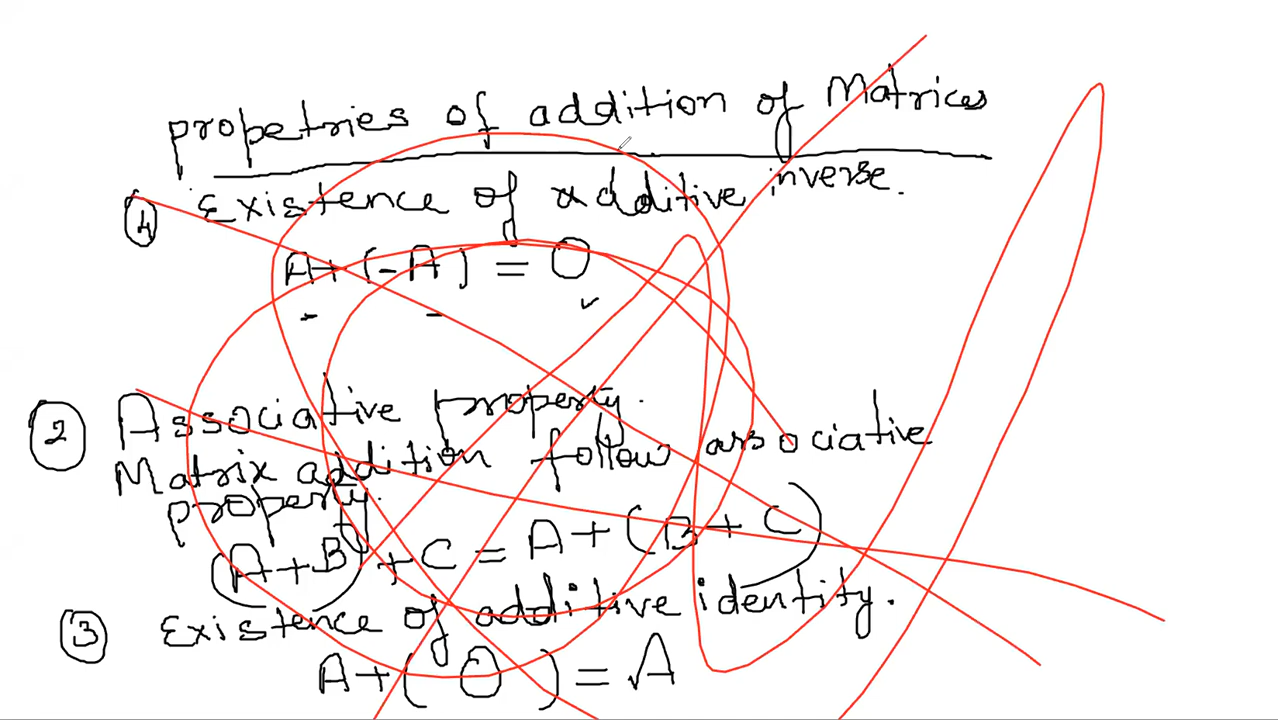 propetries of addition of Matrices
④ Existence of additive inverse.
A+(-A) = O
② Associative property.
Matrix addition follow associative
property.
(A+B)+C = A+(B+C)
③ Existence of additive identity.
A+( O ) = A